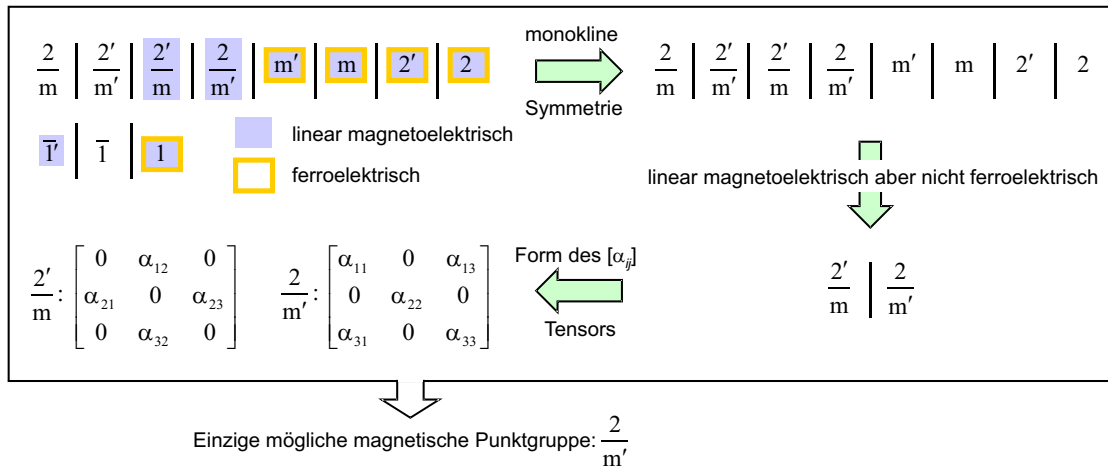 2/m | 2′/m′ | 2′/m | 2/m′ | m′ | m | 2′ | 2
monokline
Symmetrie
2/m | 2′/m′ | 2′/m | 2/m′ | m′ | m | 2′ | 2
1̅′ | 1̅ | 1
linear magnetoelektrisch
ferroelektrisch
linear magnetoelektrisch aber nicht ferroelektrisch
2′/m | 2/m′
Form des [αij]
Tensors
2′/m : [0 α12 0
α21 0 α23
0 α32 0]
2/m′ : [α11 0 α13
0 α22 0
α31 0 α33]
Einzige mögliche magnetische Punktgruppe: 2/m′